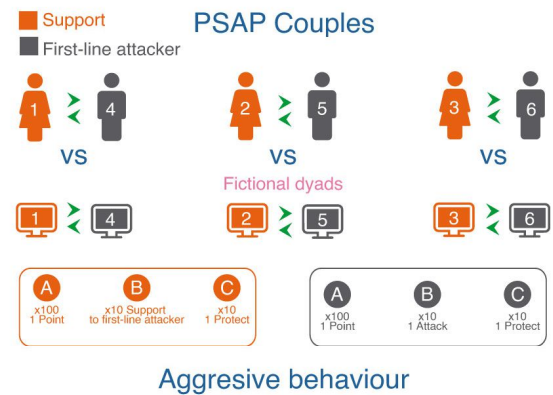 Support
PSAP Couples
First-line attacker
1 4 2 5 3 6
VS VS VS
Fictional dyads
1 4 2 5 3 6
A B C A B C
x100 x10 Support x10 x100 x10 x10
1 Point to first-line attacker 1 Protect 1 Point 1 Attack 1 Protect
Aggresive behaviour